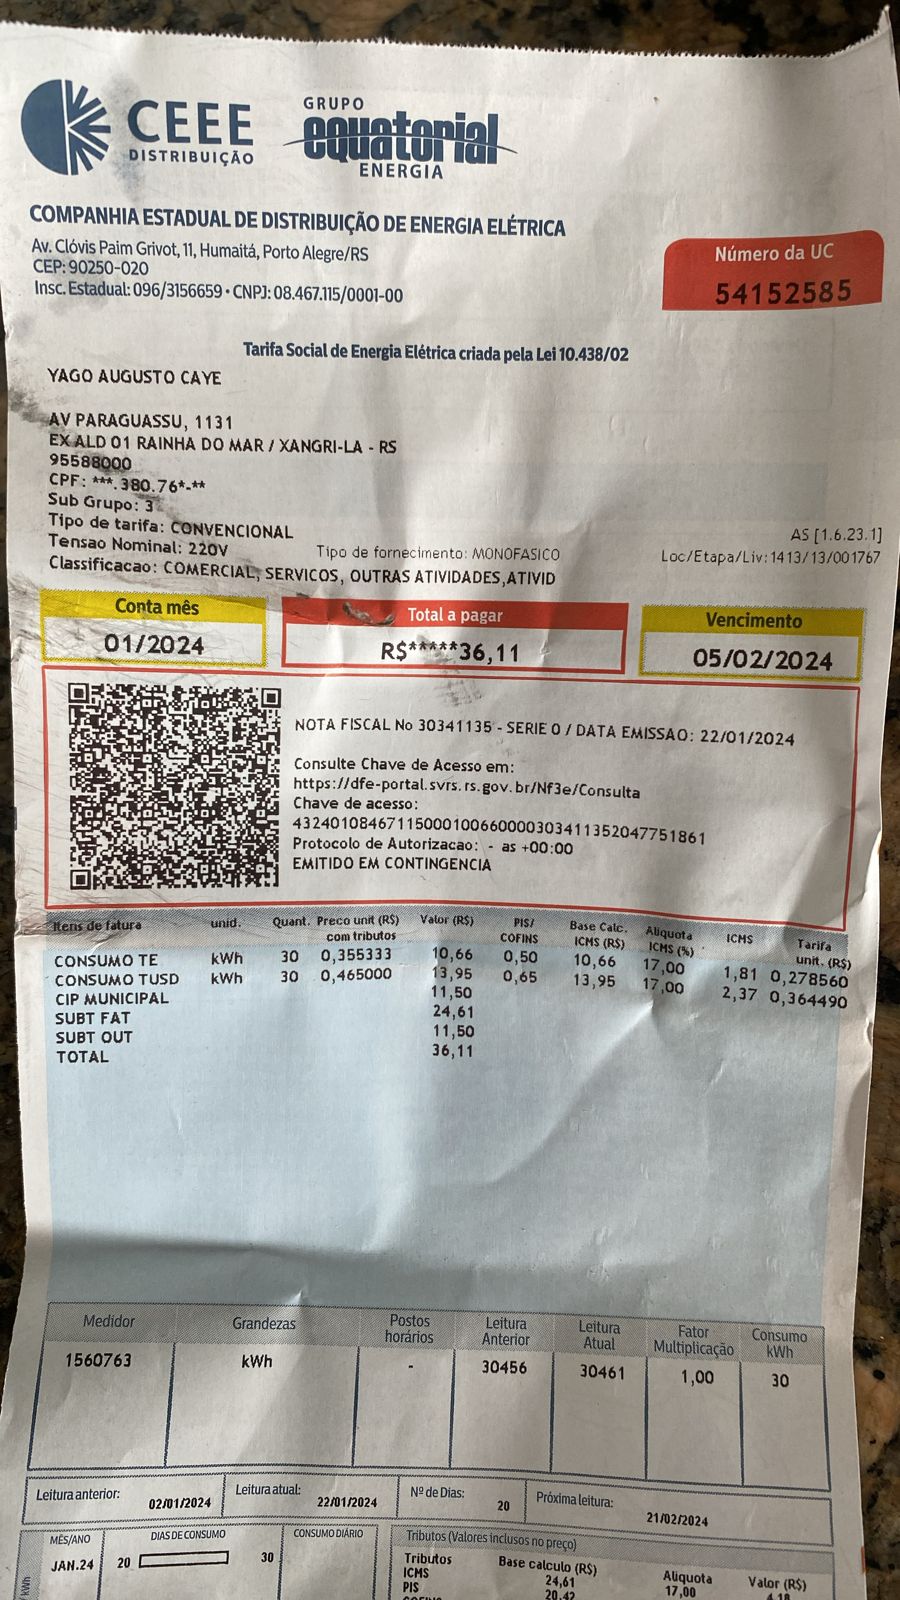 CEEE
DISTRIBUIÇÃO
GRUPO
equatorial
ENERGIA
COMPANHIA ESTADUAL DE DISTRIBUIÇÃO DE ENERGIA ELÉTRICA
Av. Clóvis Paim Grivot, 11, Humaitá, Porto Alegre/RS
CEP: 90250-020
Insc. Estadual: 096/3156659 • CNPJ: 08.467.115/0001-00
Número da UC
54152585
Tarifa Social de Energia Elétrica criada pela Lei 10.438/02
YAGO AUGUSTO CAYE
AV PARAGUASSU, 1131
EX ALD 01 RAINHA DO MAR / XANGRI-LA - RS
95588000
CPF: ***.380.76*-**
Sub Grupo: 3
Tipo de tarifa: CONVENCIONAL
Tensao Nominal: 220V Tipo de fornecimento: MONOFASICO
Classificacao: COMERCIAL, SERVICOS, OUTRAS ATIVIDADES,ATIVID
AS [1.6.23.1]
Loc/Etapa/Liv:1413/13/001767
Conta mês
01/2024
Total a pagar
R$*****36,11
Vencimento
05/02/2024
NOTA FISCAL No 30341135 - SERIE 0 / DATA EMISSAO: 22/01/2024
Consulte Chave de Acesso em:
https://dfe-portal.svrs.rs.gov.br/Nf3e/Consulta
Chave de acesso:
43240108467115000100660000303411352047751861
Protocolo de Autorizacao: - as +00:00
EMITIDO EM CONTINGENCIA
Itens de fatura unid. Quant. Preco unit (R$) com tributos Valor (R$) PIS/ COFINS Base Calc. ICMS (R$) Aliquota ICMS (%) ICMS Tarifa unit. (R$)
CONSUMO TE kWh 30 0,355333 10,66 0,50 10,66 17,00 1,81 0,278560
CONSUMO TUSD kWh 30 0,465000 13,95 0,65 13,95 17,00 2,37 0,364490
CIP MUNICIPAL 11,50
SUBT FAT 24,61
SUBT OUT 11,50
TOTAL 36,11
Medidor Grandezas Postos horários Leitura Anterior Leitura Atual Fator Multiplicação Consumo kWh
1560763 kWh - 30456 30461 1,00 30
Leitura anterior: 02/01/2024 Leitura atual: 22/01/2024 Nº de Dias: 20 Próxima leitura: 21/02/2024
MÊS/ANO DIAS DE CONSUMO CONSUMO DIÁRIO
JAN.24 20 30
kWh
Tributos (Valores inclusos no preço)
Tributos Base calculo (R$) Aliquota Valor (R$)
ICMS 24,61 17,00 4,18
PIS 20,42